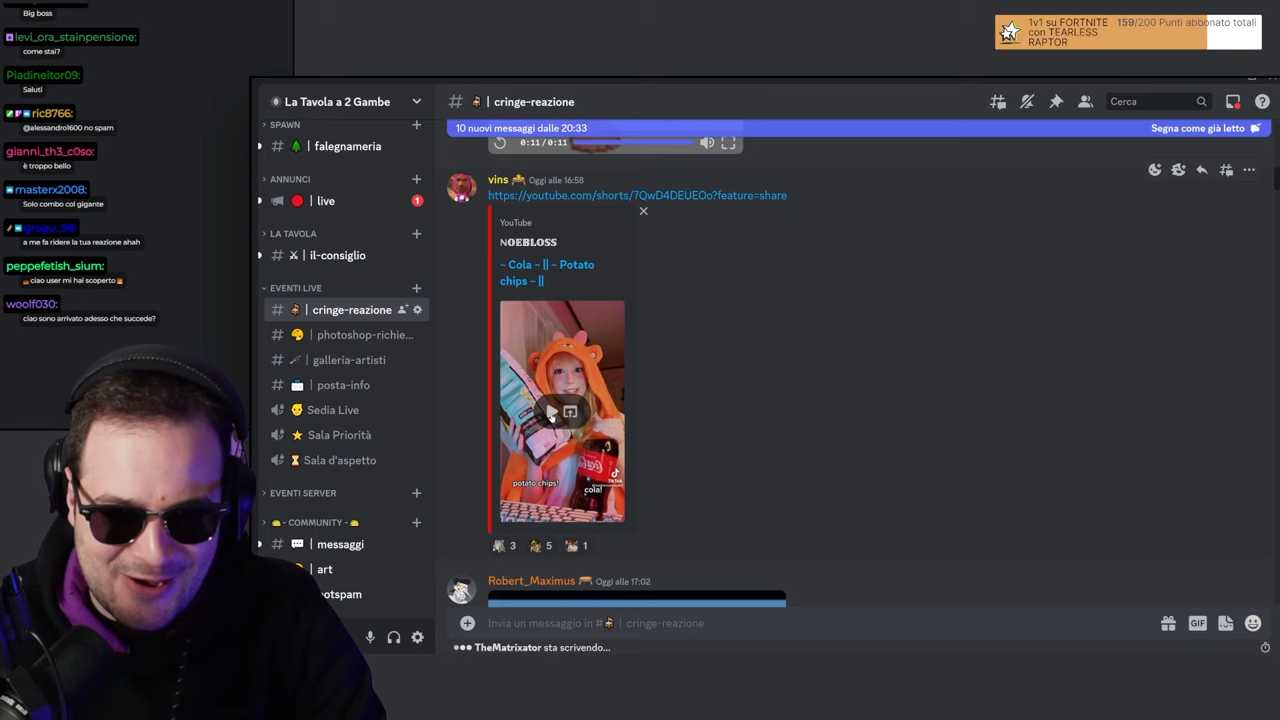 Big boss
levi_ora_stainpensione:
come stai?
Piadineitor09:
Saluti
ric8766:
@alessandro1600 no spam
gianni_th3_c0so:
è troppo bello
masterx2008:
Solo combo col gigante
grogu_98:
a me fa ridere la tua reazione ahah
peppefetish_sium:
ciao user mi hai scoperto
woolf030:
ciao sono arrivato adesso che succede?
1v1 su FORTNITE con TEARLESS RAPTOR
159/200 Punti abbonato totali
La Tavola a 2 Gambe
SPAWN
# | falegnameria
ANNUNCI
| live
1
LA TAVOLA
# | il-consiglio
EVENTI LIVE
# | cringe-reazione
# | photoshop-richie...
# | galleria-artisti
# | posta-info
Sedia Live
Sala Priorità
Sala d'aspetto
EVENTI SERVER
- COMMUNITY -
| messaggi
art
# | cringe-reazione
Cerca
10 nuovi messaggi dalle 20:33
Segna come già letto
0:11/0:11
vins Oggi alle 16:58
https://youtube.com/shorts/7QwD4DEUEOo?feature=share
YouTube
NOEBLOSS
~ Cola ~ || ~ Potato
chips ~ ||
potato chips!
cola!
TikTok
3 5 1
Robert_Maximus Oggi alle 17:02
Invia un messaggio in # | cringe-reazione
GIF
TheMatrixator sta scrivendo...